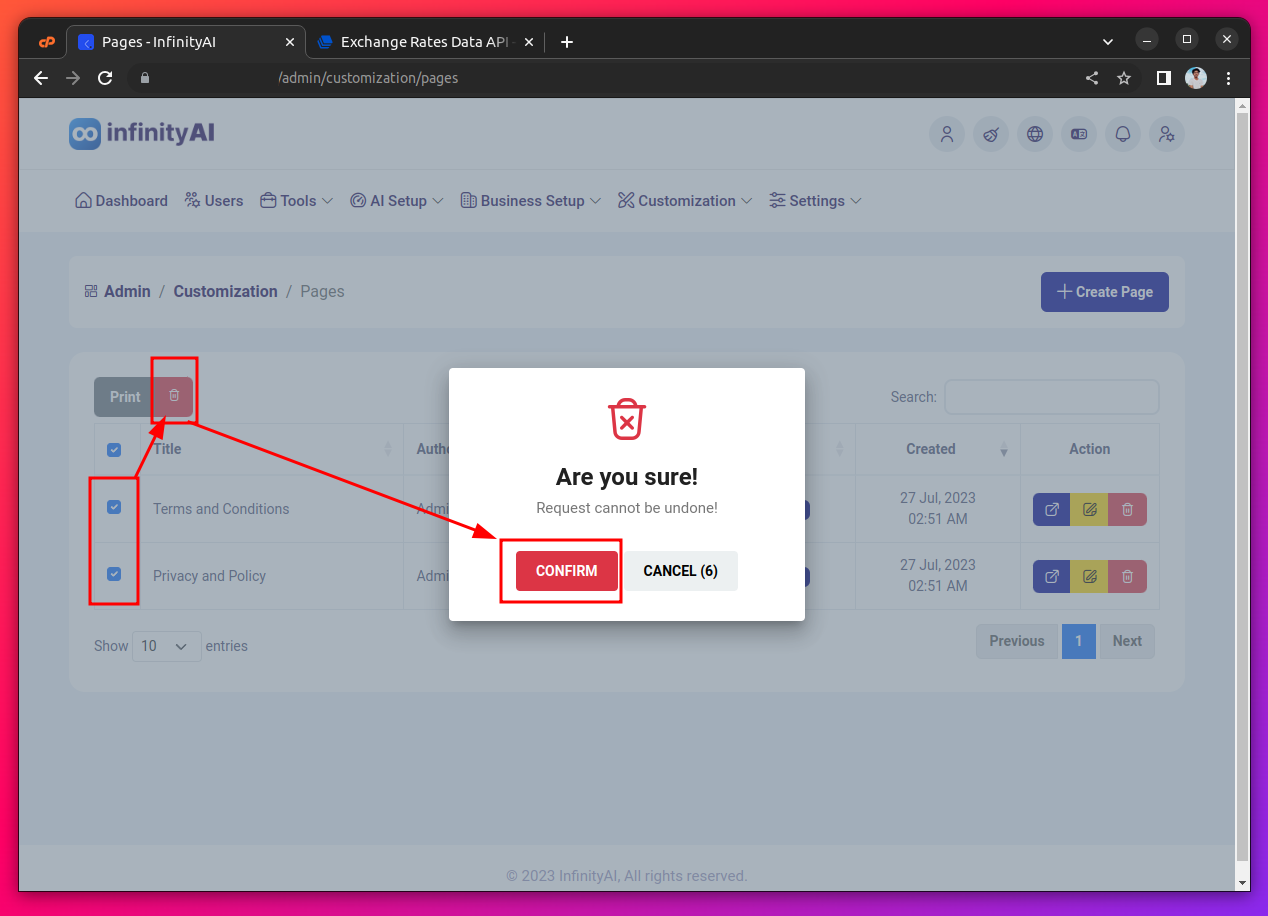 Pages - InfinityAI
Exchange Rates Data API
/admin/customization/pages
infinityAI
Dashboard Users Tools AI Setup Business Setup Customization Settings
Admin / Customization / Pages
Create Page
Print
Search:
Title
Created
Action
Terms and Conditions
27 Jul, 2023
02:51 AM
Privacy and Policy
27 Jul, 2023
02:51 AM
Are you sure!
Request cannot be undone!
CONFIRM
CANCEL (6)
Show 10 entries
Previous 1 Next
© 2023 InfinityAI, All rights reserved.